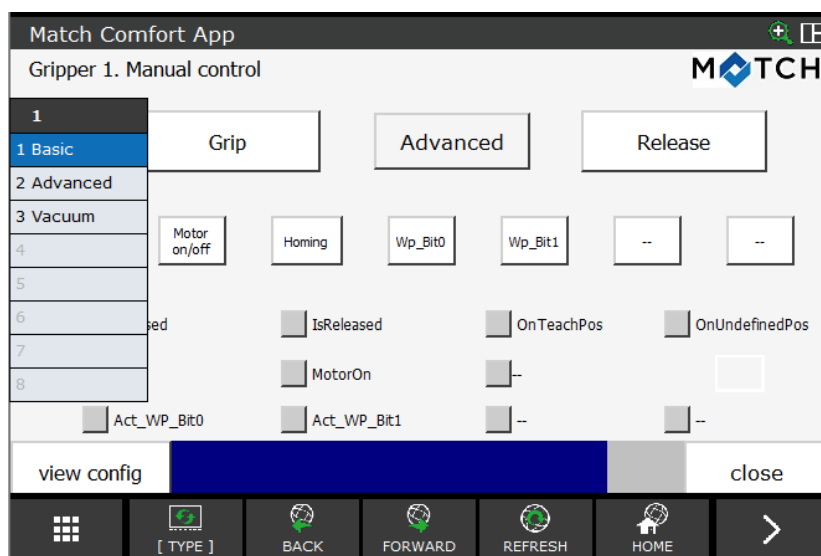 Match Comfort App
Gripper 1. Manual control
MATCH
1
1 Basic
2 Advanced
3 Vacuum
4
5
6
7
8
Grip
Advanced
Release
Motor
on/off
Homing
Wp_Bit0
Wp_Bit1
--
--
sed
IsReleased
OnTeachPos
OnUndefinedPos
MotorOn
--
Act_WP_Bit0
Act_WP_Bit1
--
--
view config
close
[ TYPE ]
BACK
FORWARD
REFRESH
HOME